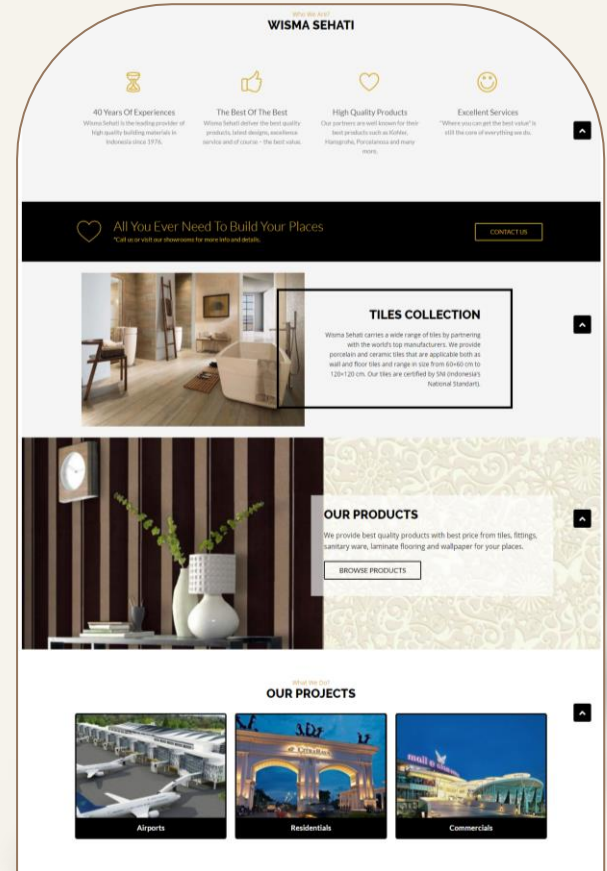 Who We Are?
WISMA SEHATI
40 Years Of Experiences
Wisma Sehati is the leading provider of
high quality building materials in
Indonesia since 1976.
The Best Of The Best
Wisma Sehati deliver the best quality
products, latest designs, excellence
service and of course – the best value.
High Quality Products
Our partners are well known for their
best products such as Kohler,
Hansgrohe, Porcelanosa and many
more.
Excellent Services
"Where you can get the best value" is
still the core of everything we do.
All You Ever Need To Build Your Places
*Call us or visit our showrooms for more info and details.
CONTACT US
TILES COLLECTION
Wisma Sehati carries a wide range of tiles by partnering
with the world's top manufacturers. We provide
porcelain and ceramic tiles that are applicable both as
wall and floor tiles and range in size from 60×60 cm to
120×120 cm. Our tiles are certified by SNI (Indonesia's
National Standart).
OUR PRODUCTS
We provide best quality products with best price from tiles, fittings,
sanitary ware, laminate flooring and wallpaper for your places.
BROWSE PRODUCTS
What We Do?
OUR PROJECTS
CITRARAYA
Airports
Residentials
Commercials